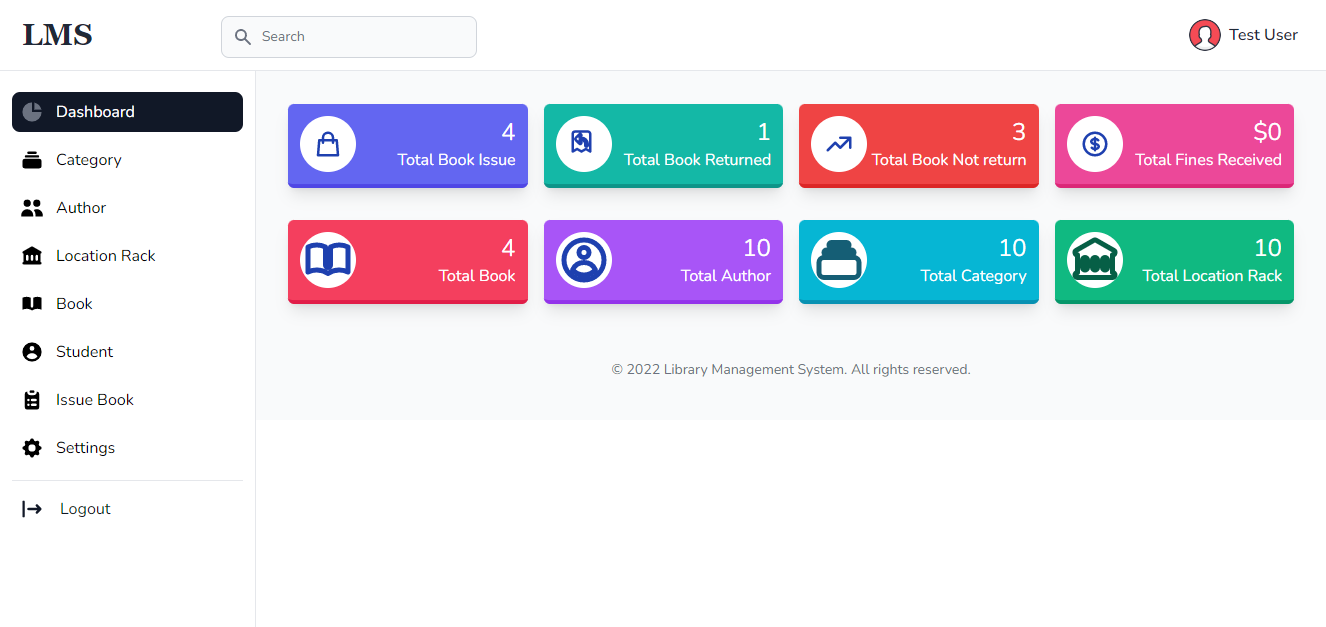 LMS
Search
Test User
Dashboard
Category
Author
Location Rack
Book
Student
Issue Book
Settings
Logout
4
Total Book Issue
1
Total Book Returned
3
Total Book Not return
$0
Total Fines Received
4
Total Book
10
Total Author
10
Total Category
10
Total Location Rack
© 2022 Library Management System. All rights reserved.